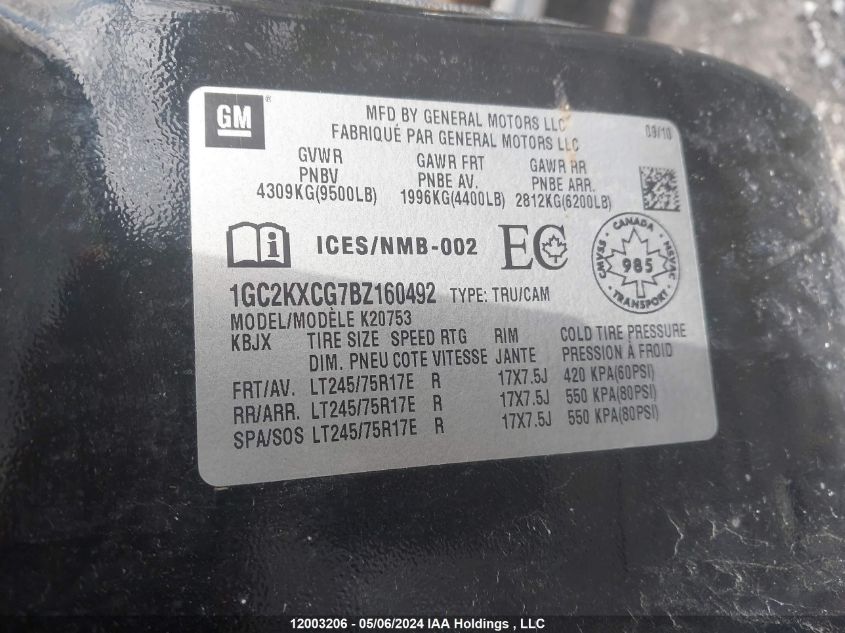 GM
MFD BY GENERAL MOTORS LLC
FABRIQUÉ PAR GENERAL MOTORS LLC
09/10
GVWR GAWR FRT GAWR RR
PNBV PNBE AV. PNBE ARR.
4309KG(9500LB) 1996KG(4400LB) 2812KG(6200LB)
ICES/NMB-002 EC
CANADA
CMVSS NSVAC
985
TRANSPORT
1GC2KXCG7BZ160492 TYPE: TRU/CAM
MODEL/MODÈLE K20753
KBJX TIRE SIZE SPEED RTG RIM COLD TIRE PRESSURE
DIM. PNEU COTE VITESSE JANTE PRESSION À FROID
FRT/AV. LT245/75R17E R 17X7.5J 420 KPA(60PSI)
RR/ARR. LT245/75R17E R 17X7.5J 550 KPA(80PSI)
SPA/SOS LT245/75R17E R 17X7.5J 550 KPA(80PSI)
12003206 - 05/06/2024 IAA Holdings , LLC